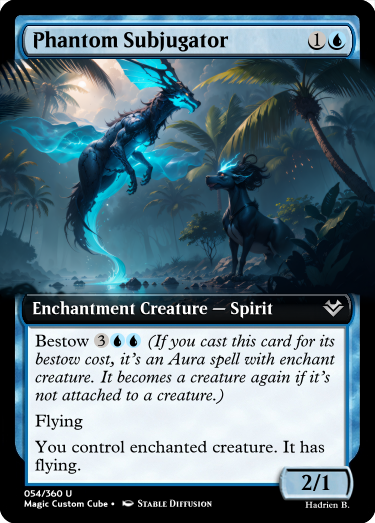 Phantom Subjugator 1
Enchantment Creature — Spirit
Bestow 3 (If you cast this card for its
bestow cost, it's an Aura spell with enchant
creature. It becomes a creature again if it's
not attached to a creature.)
Flying
You control enchanted creature. It has
flying.
2/1
054/360 U
Magic Custom Cube • Stable Diffusion
Hadrien B.